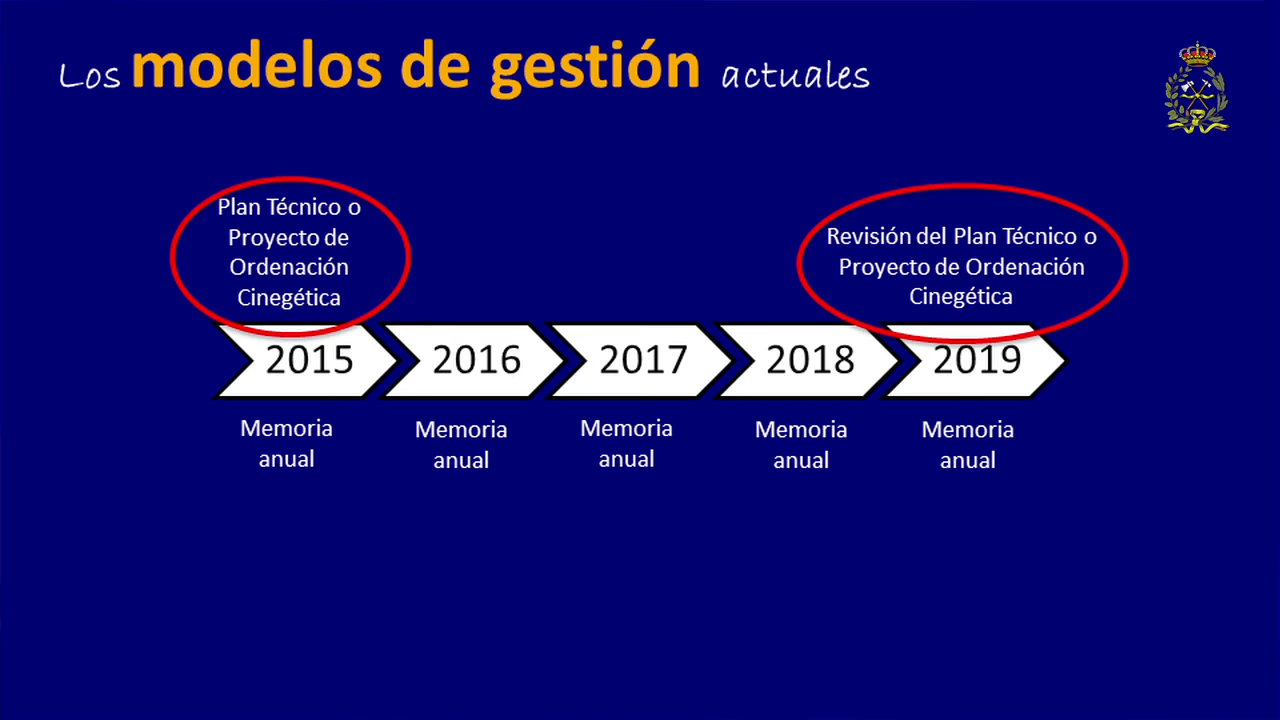 Los modelos de gestión actuales
Plan Técnico o
Proyecto de
Ordenación
Cinegética
Revisión del Plan Técnico o
Proyecto de Ordenación
Cinegética
2015 2016 2017 2018 2019
Memoria anual
Memoria anual
Memoria anual
Memoria anual
Memoria anual